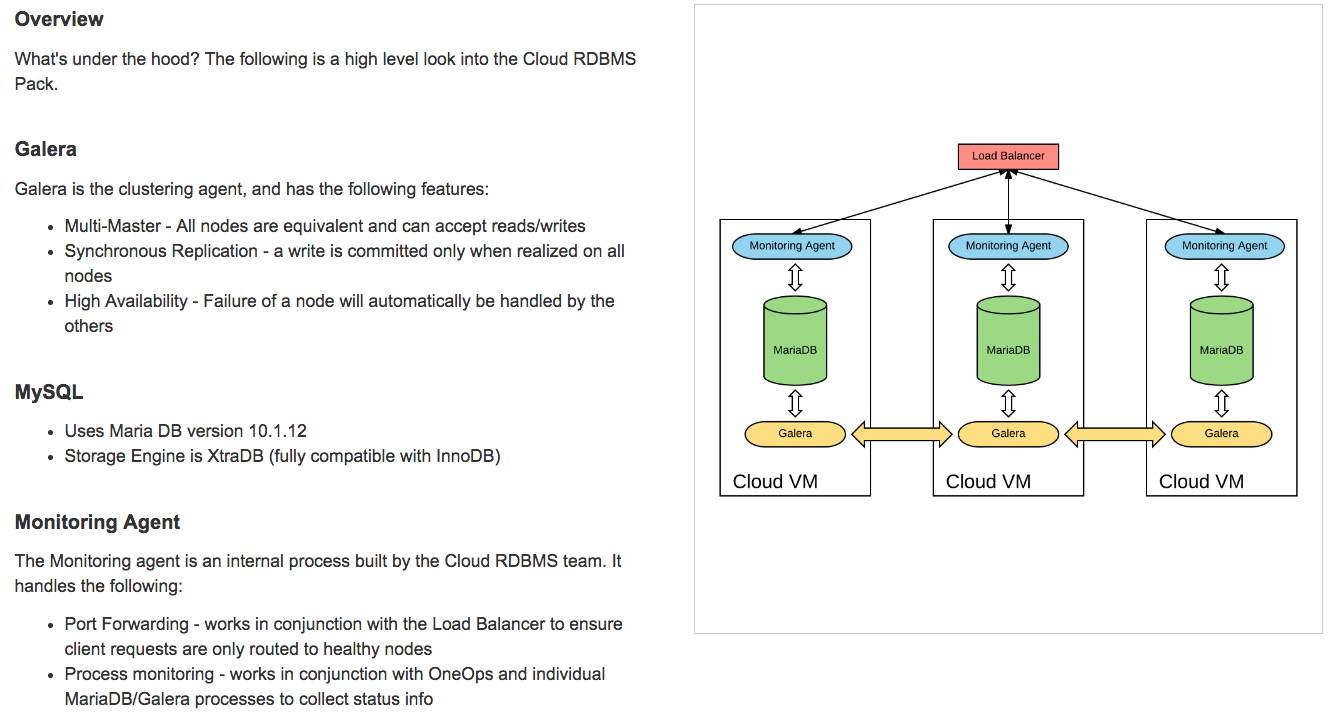 Overview
What's under the hood? The following is a high level look into the Cloud RDBMS
Pack.
Galera
Galera is the clustering agent, and has the following features:
• Multi-Master - All nodes are equivalent and can accept reads/writes
• Synchronous Replication - a write is committed only when realized on all
nodes
• High Availability - Failure of a node will automatically be handled by the
others
MySQL
• Uses Maria DB version 10.1.12
• Storage Engine is XtraDB (fully compatible with InnoDB)
Monitoring Agent
The Monitoring agent is an internal process built by the Cloud RDBMS team. It
handles the following:
• Port Forwarding - works in conjunction with the Load Balancer to ensure
client requests are only routed to healthy nodes
• Process monitoring - works in conjunction with OneOps and individual
MariaDB/Galera processes to collect status info
Load Balancer
Monitoring Agent
Monitoring Agent
Monitoring Agent
MariaDB
MariaDB
MariaDB
Galera
Galera
Galera
Cloud VM
Cloud VM
Cloud VM